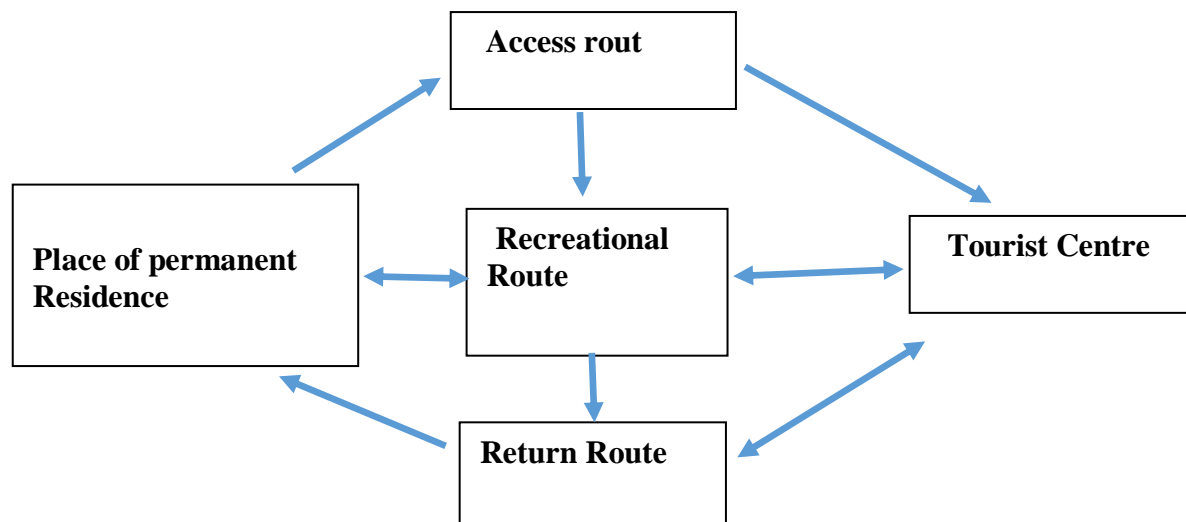 Access rout
Place of permanent
Residence
Recreational
Route
Tourist Centre
Return Route